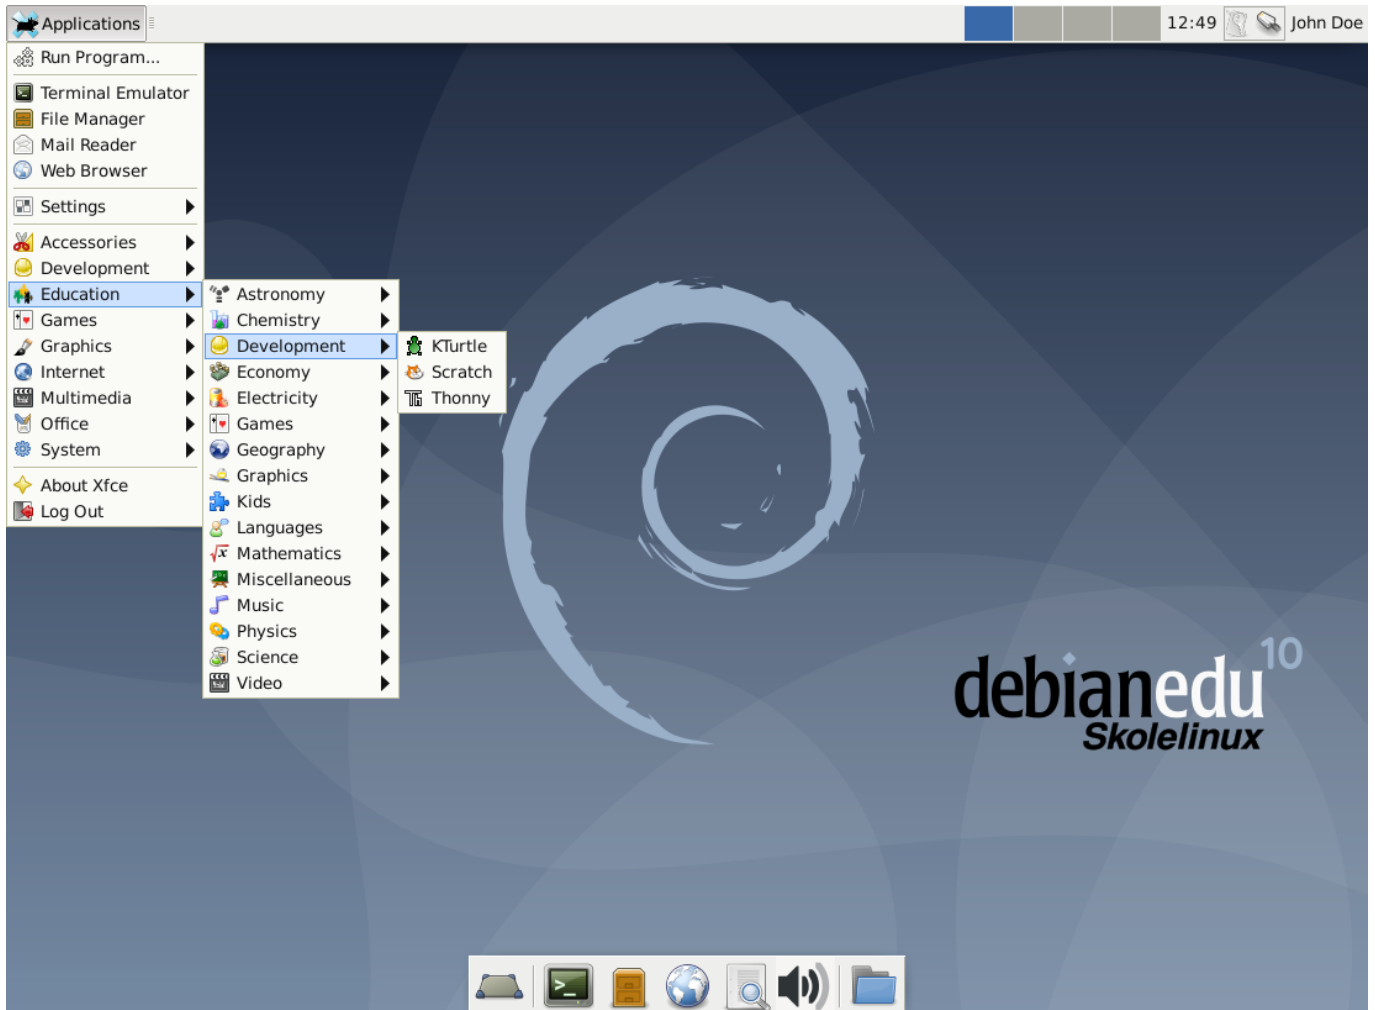 Applications
12:49
John Doe
Run Program...
Terminal Emulator
File Manager
Mail Reader
Web Browser
Settings
Accessories
Development
Education
Games
Graphics
Internet
Multimedia
Office
System
About Xfce
Log Out
Astronomy
Chemistry
Development
Economy
Electricity
Games
Geography
Graphics
Kids
Languages
Mathematics
Miscellaneous
Music
Physics
Science
Video
KTurtle
Scratch
Thonny
debianedu 10
Skolelinux